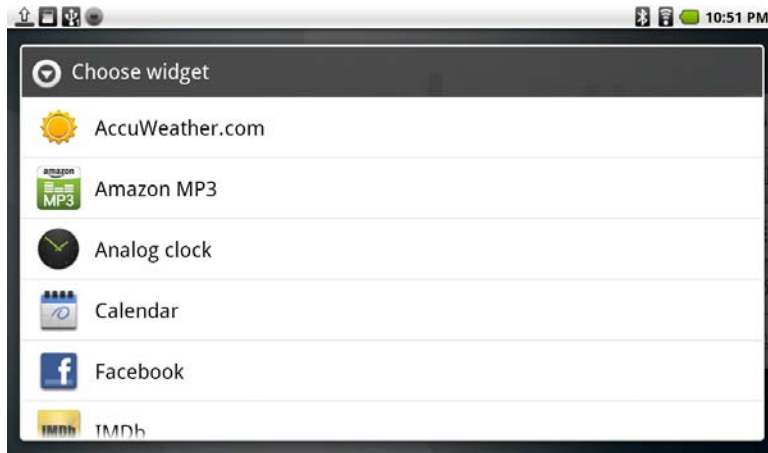 10:51 PM
Choose widget
AccuWeather.com
amazon
MP3
Amazon MP3
Analog clock
Calendar
Facebook
IMDb
IMDb